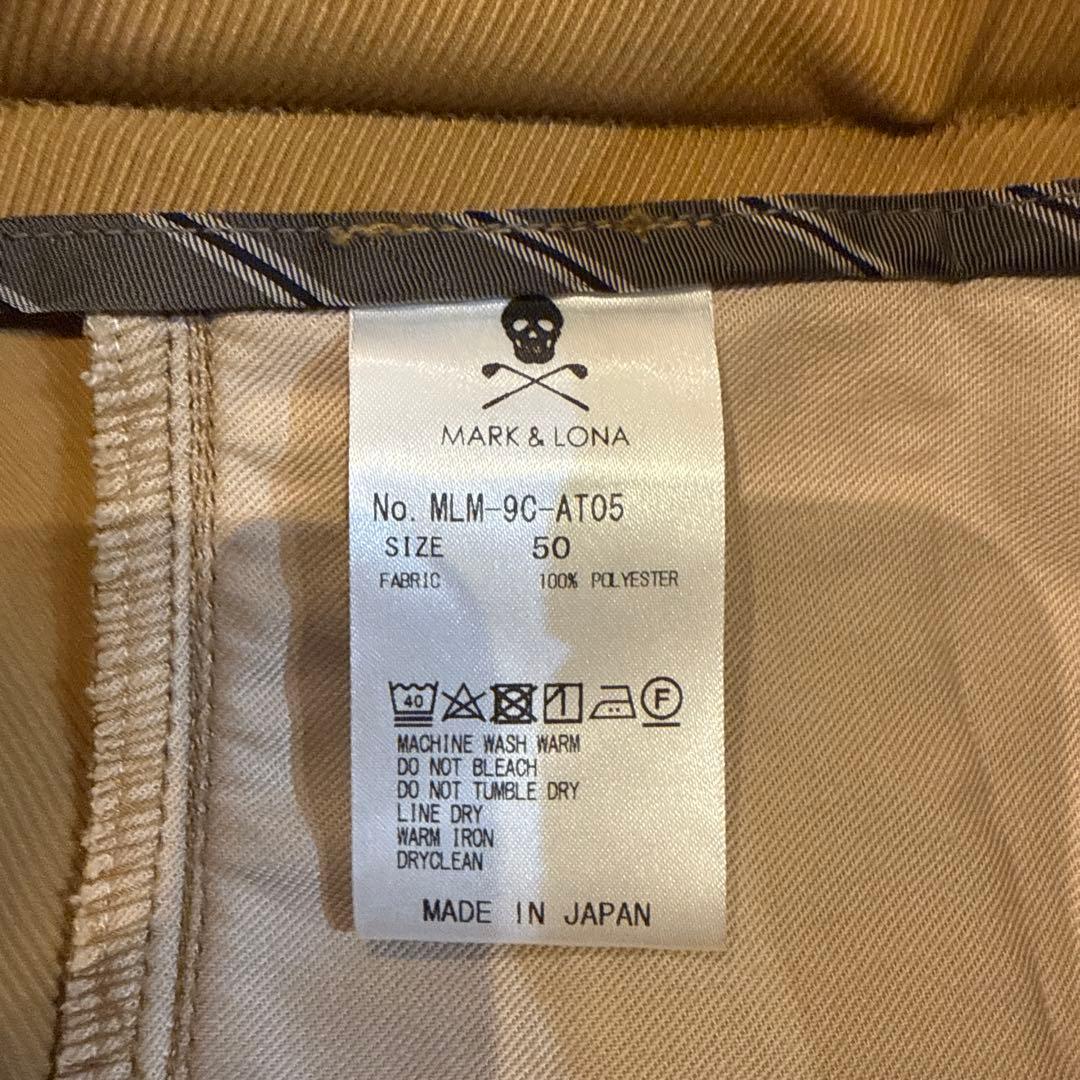 MARK & LONA
No. MLM-9C-AT05
SIZE 50
FABRIC 100% POLYESTER
40 1 F
MACHINE WASH WARM
DO NOT BLEACH
DO NOT TUMBLE DRY
LINE DRY
WARM IRON
DRYCLEAN
MADE IN JAPAN